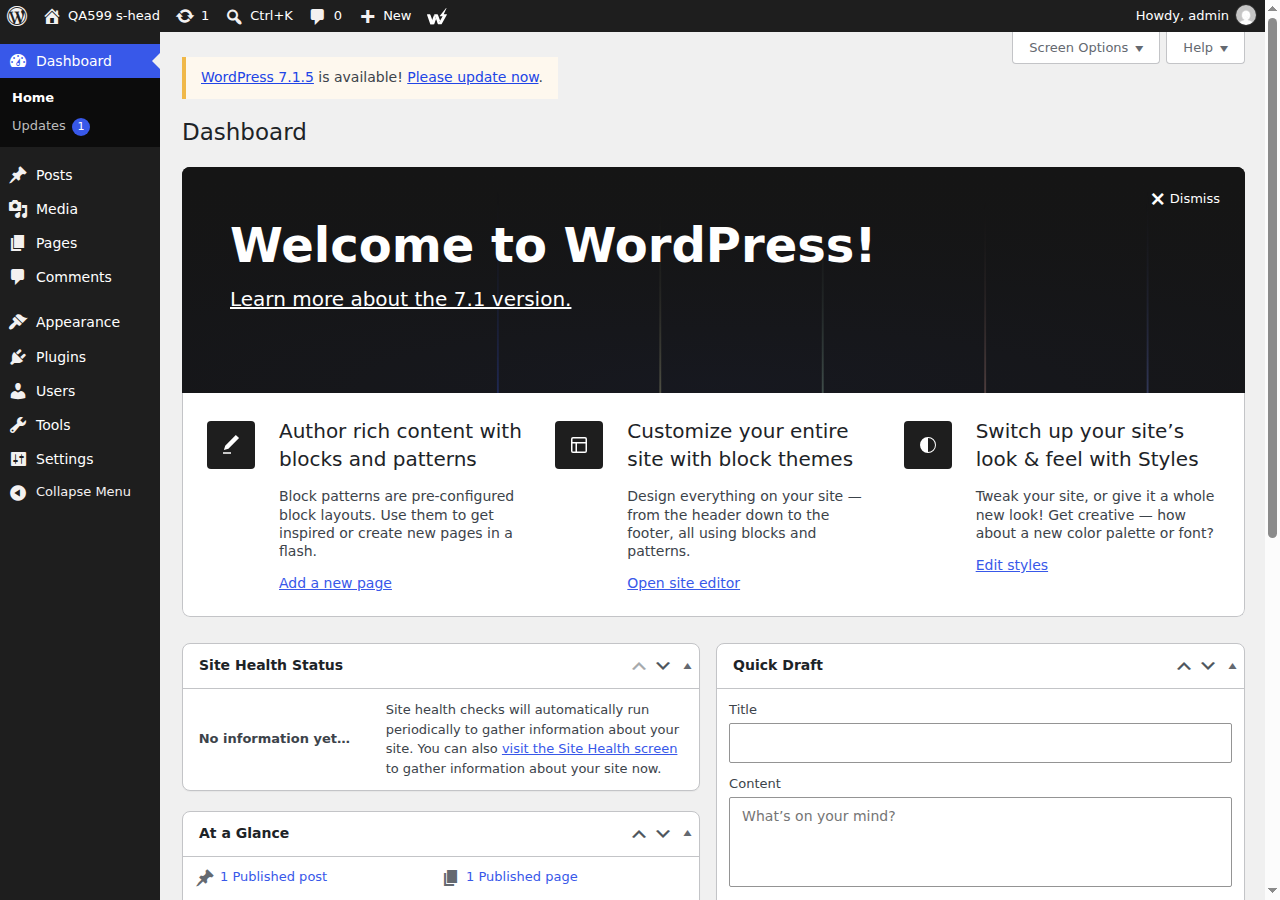 QA599 s-head
1
Ctrl+K
0
New
Howdy, admin
Dashboard
Home
Updates 1
Posts
Media
Pages
Comments
Appearance
Plugins
Users
Tools
Settings
Collapse Menu
Screen Options
Help
WordPress 7.1.5 is available! Please update now.
Dashboard
Dismiss
Welcome to WordPress!
Learn more about the 7.1 version.
Author rich content with
blocks and patterns
Block patterns are pre-configured
block layouts. Use them to get
inspired or create new pages in a
flash.
Add a new page
Customize your entire
site with block themes
Design everything on your site —
from the header down to the
footer, all using blocks and
patterns.
Open site editor
Switch up your site’s
look & feel with Styles
Tweak your site, or give it a whole
new look! Get creative — how
about a new color palette or font?
Edit styles
Site Health Status
No information yet…
Site health checks will automatically run
periodically to gather information about your
site. You can also visit the Site Health screen
to gather information about your site now.
At a Glance
1 Published post
1 Published page
Quick Draft
Title
Content
What’s on your mind?